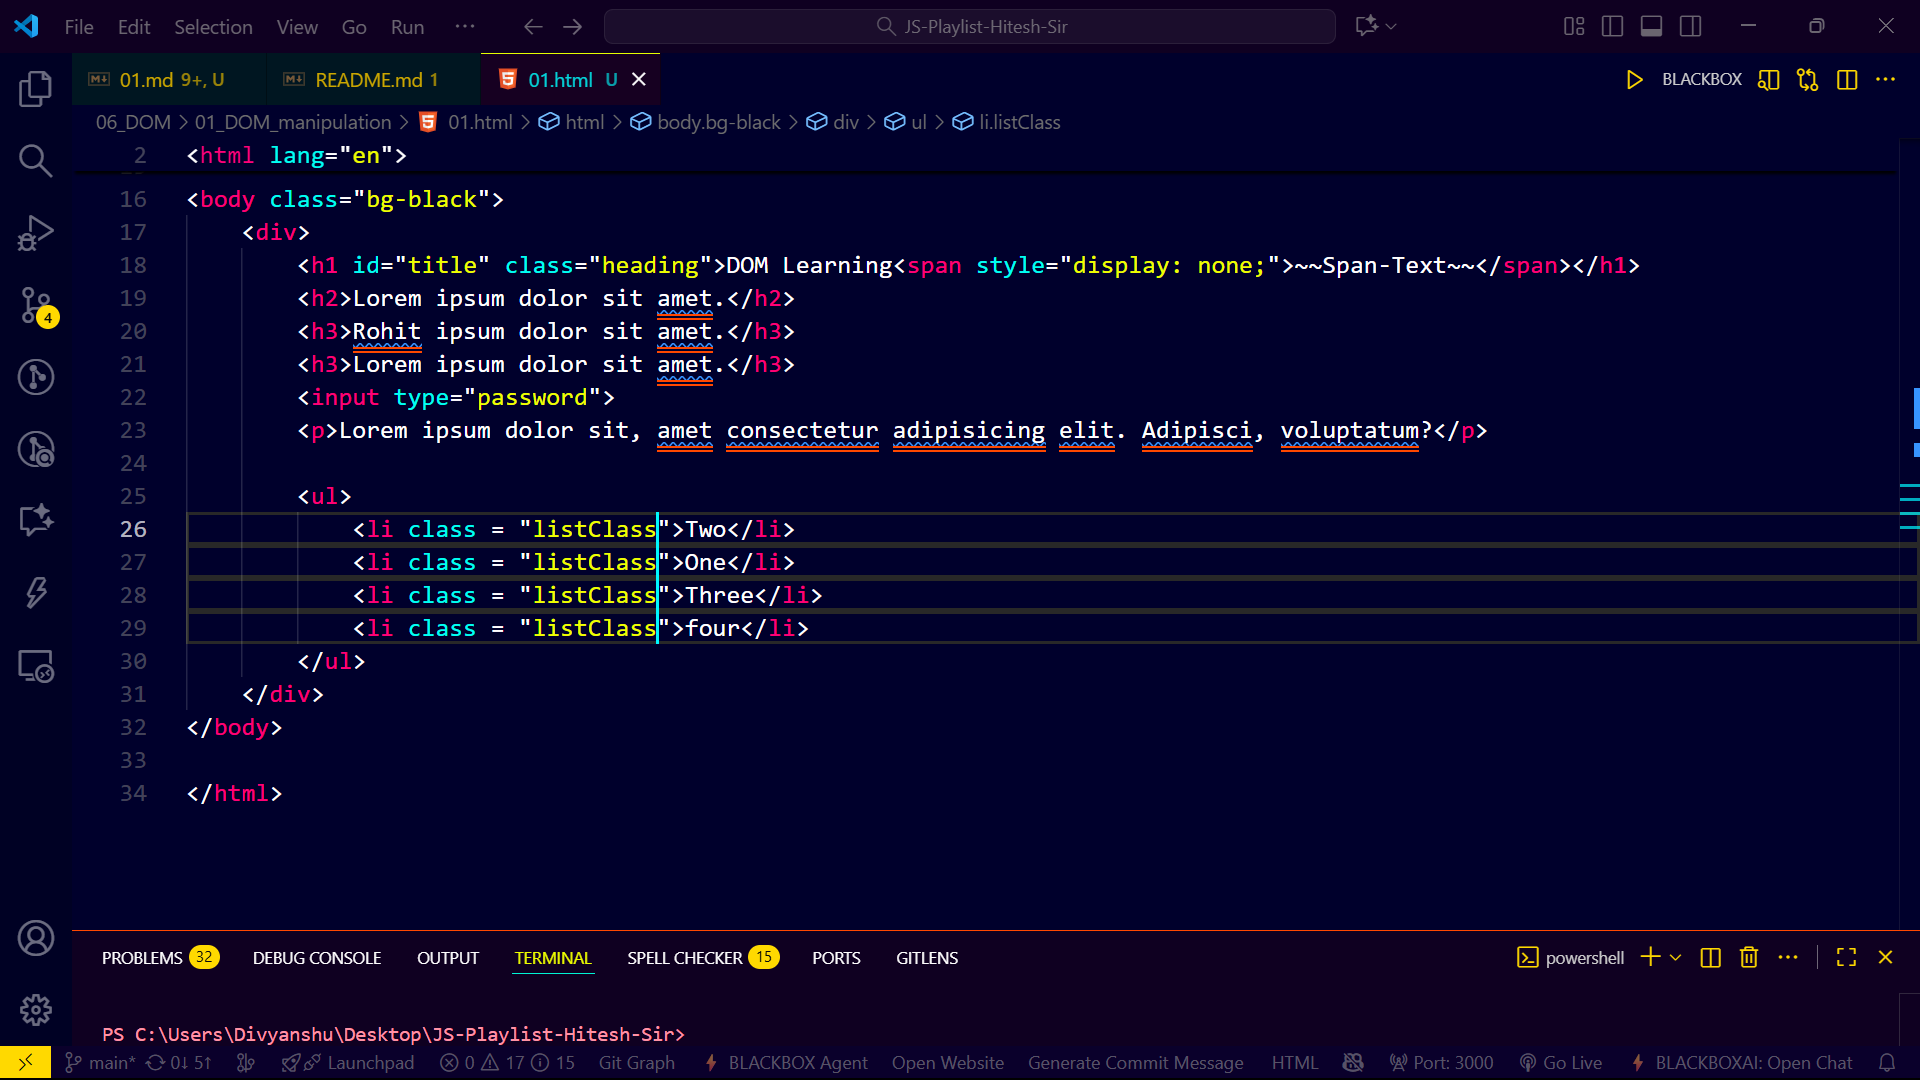 File Edit Selection View Go Run ··· JS-Playlist-Hitesh-Sir
01.md 9+, U README.md 1 01.html U BLACKBOX
06_DOM > 01_DOM_manipulation > 01.html > html > body.bg-black > div > ul > li.listClass
2 <html lang="en">
16 <body class="bg-black">
17 <div>
18 <h1 id="title" class="heading">DOM Learning<span style="display: none;">~~Span-Text~~</span></h1>
19 <h2>Lorem ipsum dolor sit amet.</h2>
20 <h3>Rohit ipsum dolor sit amet.</h3>
21 <h3>Lorem ipsum dolor sit amet.</h3>
22 <input type="password">
23 <p>Lorem ipsum dolor sit, amet consectetur adipisicing elit. Adipisci, voluptatum?</p>
24
25 <ul>
26 <li class = "listClass">Two</li>
27 <li class = "listClass">One</li>
28 <li class = "listClass">Three</li>
29 <li class = "listClass">four</li>
30 </ul>
31 </div>
32 </body>
33
34 </html>
4
PROBLEMS 32 DEBUG CONSOLE OUTPUT TERMINAL SPELL CHECKER 15 PORTS GITLENS powershell
PS C:\Users\Divyanshu\Desktop\JS-Playlist-Hitesh-Sir>
main* 0↓ 5↑ Launchpad 0 17 15 Git Graph BLACKBOX Agent Open Website Generate Commit Message HTML Port: 3000 Go Live BLACKBOXAI: Open Chat